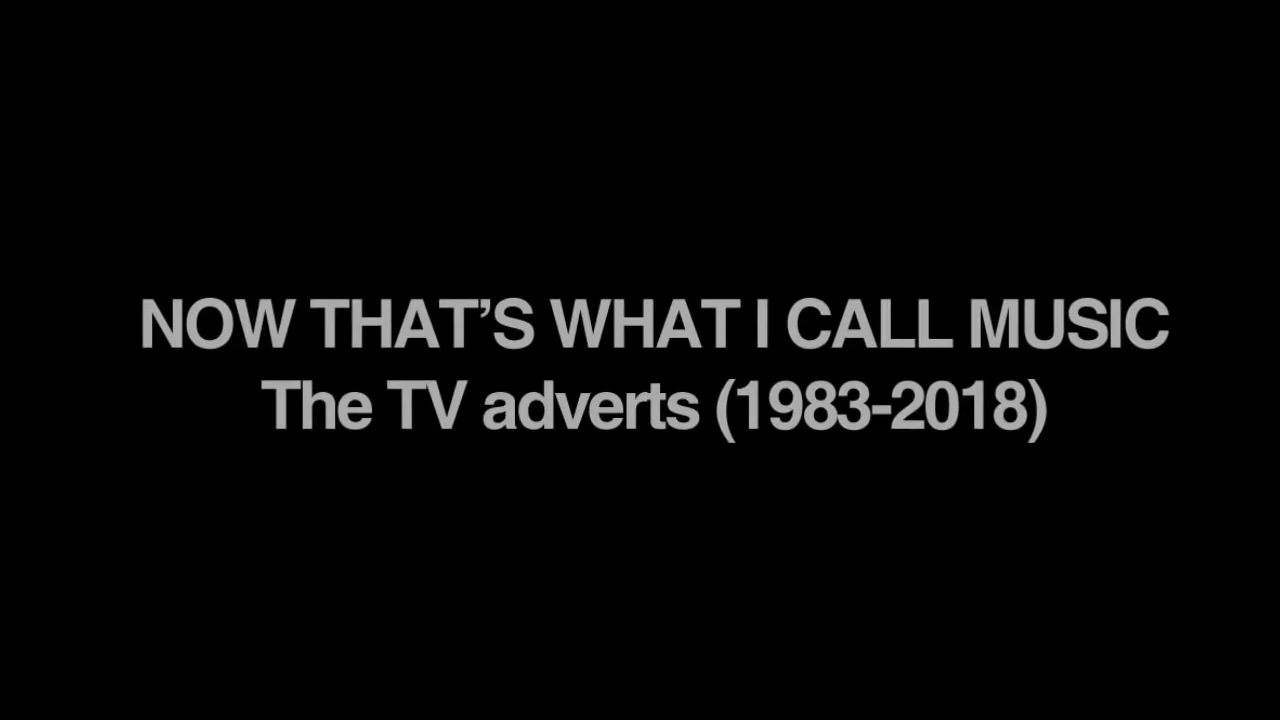 NOW THAT’S WHAT I CALL MUSIC
The TV adverts (1983-2018)